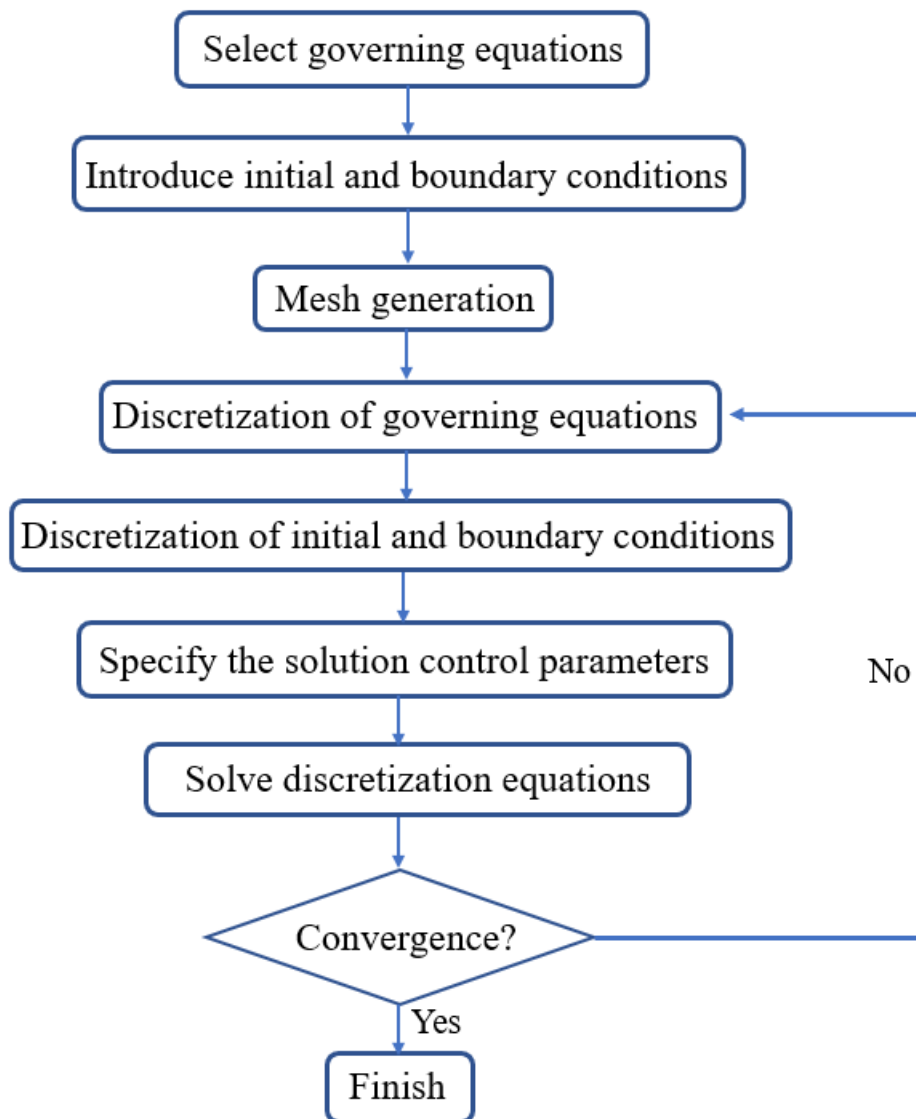 Select governing equations
Introduce initial and boundary conditions
Mesh generation
Discretization of governing equations
Discretization of initial and boundary conditions
Specify the solution control parameters
No
Solve discretization equations
Convergence?
Yes
Finish